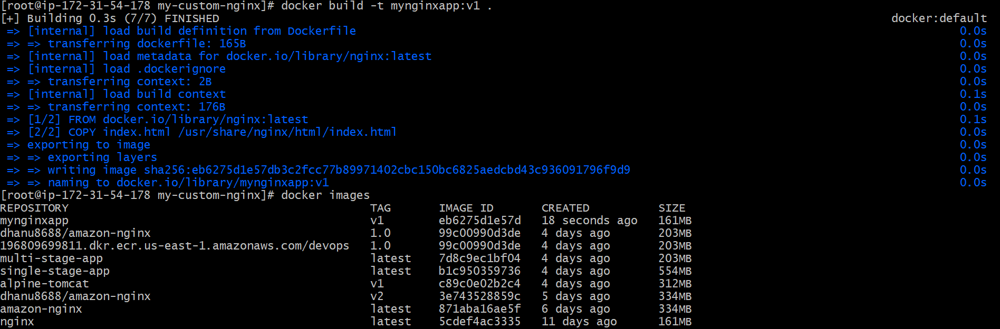 [root@ip-172-31-54-178 my-custom-nginx]# docker build -t mynginxapp:v1 .
[+] Building 0.3s (7/7) FINISHED docker:default
=> [internal] load build definition from Dockerfile 0.0s
=> => transferring dockerfile: 165B 0.0s
=> [internal] load metadata for docker.io/library/nginx:latest 0.0s
=> [internal] load .dockerignore 0.0s
=> => transferring context: 2B 0.0s
=> [internal] load build context 0.1s
=> => transferring context: 176B 0.0s
=> [1/2] FROM docker.io/library/nginx:latest 0.1s
=> [2/2] COPY index.html /usr/share/nginx/html/index.html 0.0s
=> exporting to image 0.0s
=> => exporting layers 0.0s
=> => writing image sha256:eb6275d1e57db3c2fcc77b89971402cbc150bc6825aedcbd43c936091796f9d9 0.0s
=> => naming to docker.io/library/mynginxapp:v1 0.0s
[root@ip-172-31-54-178 my-custom-nginx]# docker images
REPOSITORY TAG IMAGE ID CREATED SIZE
mynginxapp v1 eb6275d1e57d 18 seconds ago 161MB
dhanu8688/amazon-nginx 1.0 99c00990d3de 4 days ago 203MB
196809699811.dkr.ecr.us-east-1.amazonaws.com/devops 1.0 99c00990d3de 4 days ago 203MB
multi-stage-app latest 7d8c9ec1bf04 4 days ago 203MB
single-stage-app latest b1c950359736 4 days ago 554MB
alpine-tomcat v1 c89c0e02b2c4 4 days ago 312MB
dhanu8688/amazon-nginx v2 3e743528859c 5 days ago 334MB
amazon-nginx latest 871aba16ae5f 6 days ago 334MB
nginx latest 5cdef4ac3335 11 days ago 161MB